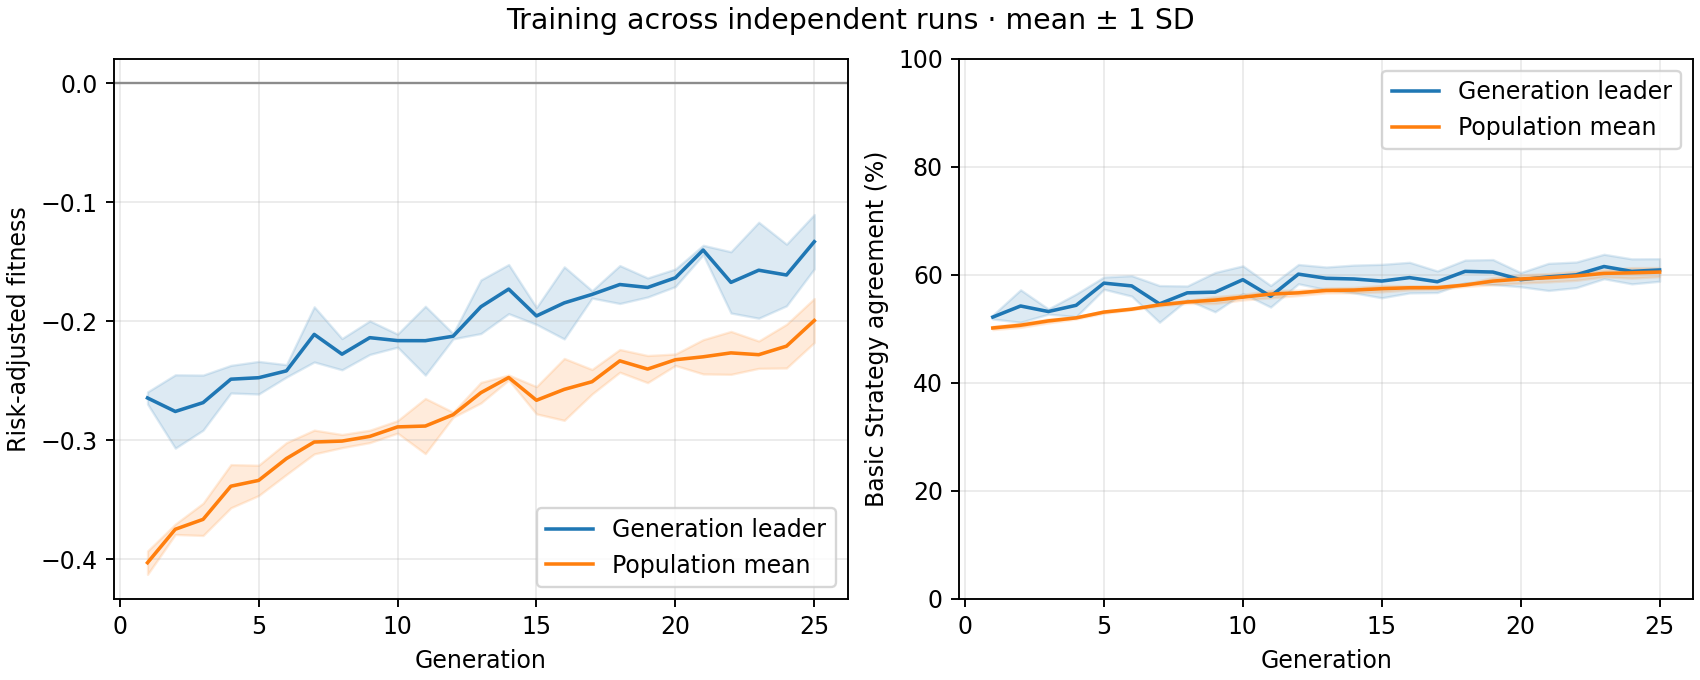 Training across independent runs · mean ± 1 SD
Risk-adjusted fitness
0.0
−0.1
−0.2
−0.3
−0.4
0
5
10
15
20
25
Generation
Generation leader
Population mean
Basic Strategy agreement (%)
100
80
60
40
20
0
0
5
10
15
20
25
Generation
Generation leader
Population mean